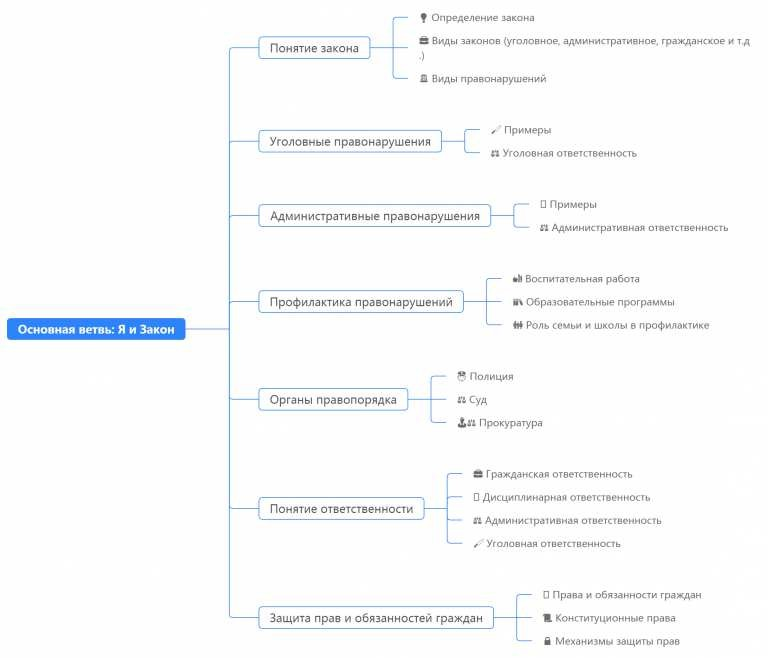 Основная ветвь: Я и Закон
Понятие закона
Определение закона
Виды законов (уголовное, административное, гражданское и т.д
.)
Виды правонарушений
Уголовные правонарушения
Примеры
Уголовная ответственность
Административные правонарушения
Примеры
Административная ответственность
Профилактика правонарушений
Воспитательная работа
Образовательные программы
Роль семьи и школы в профилактике
Органы правопорядка
Полиция
Суд
Прокуратура
Понятие ответственности
Гражданская ответственность
Дисциплинарная ответственность
Административная ответственность
Уголовная ответственность
Защита прав и обязанностей граждан
Права и обязанности граждан
Конституционные права
Механизмы защиты прав